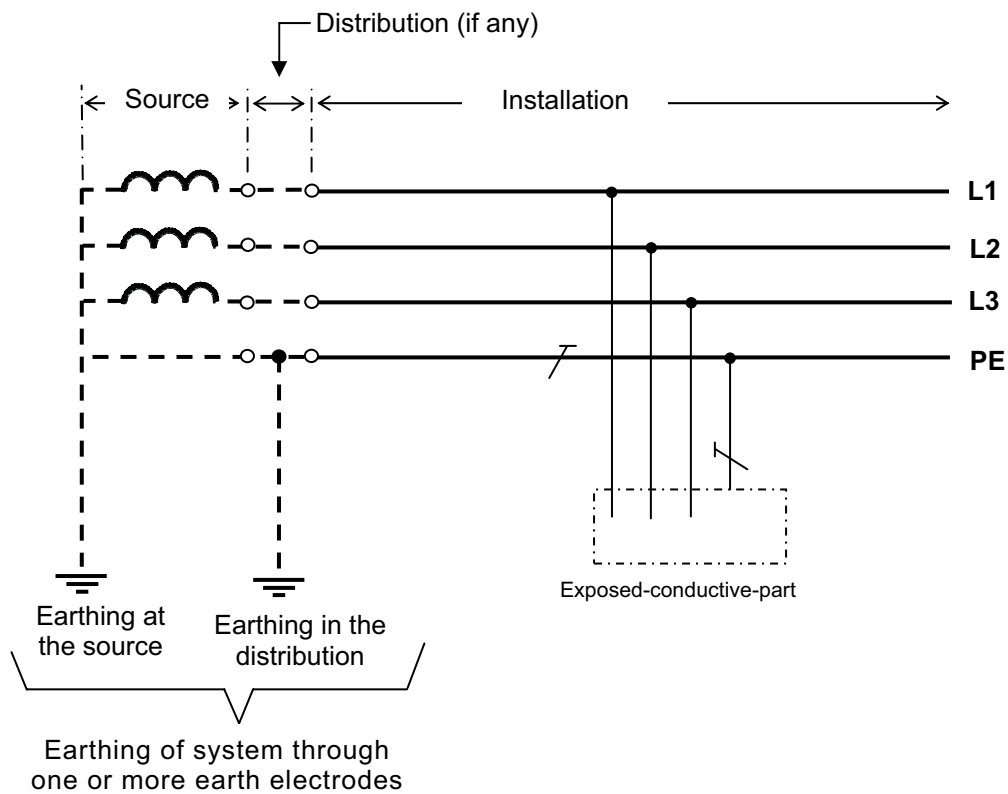 Distribution (if any)
Source
Installation
L1
L2
L3
PE
Exposed-conductive-part
Earthing at
the source
Earthing in the
distribution
Earthing of system through
one or more earth electrodes